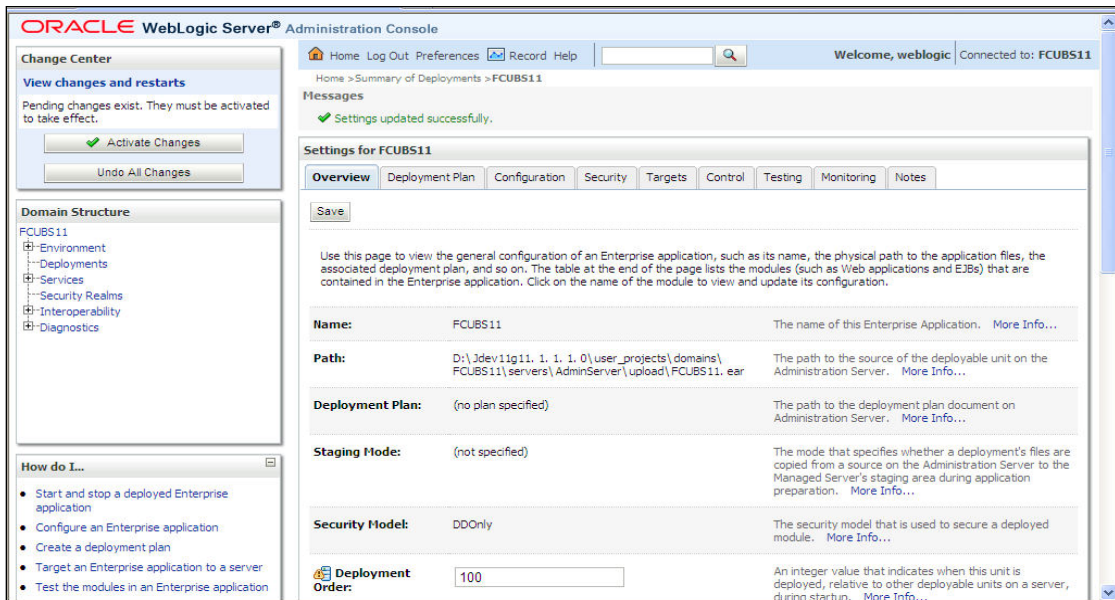 ORACLE WebLogic Server® Administration Console
Change Center
View changes and restarts
Pending changes exist. They must be activated
to take effect.
Activate Changes
Undo All Changes
Domain Structure
FCUBS11
Environment
Deployments
Services
Security Realms
Interoperability
Diagnostics
How do I...
Start and stop a deployed Enterprise
application
Configure an Enterprise application
Create a deployment plan
Target an Enterprise application to a server
Test the modules in an Enterprise application
Home Log Out Preferences Record Help
Welcome, weblogic Connected to: FCUBS11
Home >Summary of Deployments >FCUBS11
Messages
Settings updated successfully.
Settings for FCUBS11
Overview Deployment Plan Configuration Security Targets Control Testing Monitoring Notes
Save
Use this page to view the general configuration of an Enterprise application, such as its name, the physical path to the application files, the
associated deployment plan, and so on. The table at the end of the page lists the modules (such as Web applications and EJBs) that are
contained in the Enterprise application. Click on the name of the module to view and update its configuration.
Name: FCUBS11 The name of this Enterprise Application. More Info...
Path: D:\Jdev11g11. 1. 1. 1. 0\user_projects\domains\ The path to the source of the deployable unit on the
FCUBS11\servers\AdminServer\upload\FCUBS11. ear Administration Server. More Info...
Deployment Plan: (no plan specified) The path to the deployment plan document on
Administration Server. More Info...
Staging Mode: (not specified) The mode that specifies whether a deployment's files are
copied from a source on the Administration Server to the
Managed Server's staging area during application
preparation. More Info...
Security Model: DDOnly The security model that is used to secure a deployed
module. More Info...
Deployment 100 An integer value that indicates when this unit is
Order: deployed, relative to other deployable units on a server,
during startup. More Info...